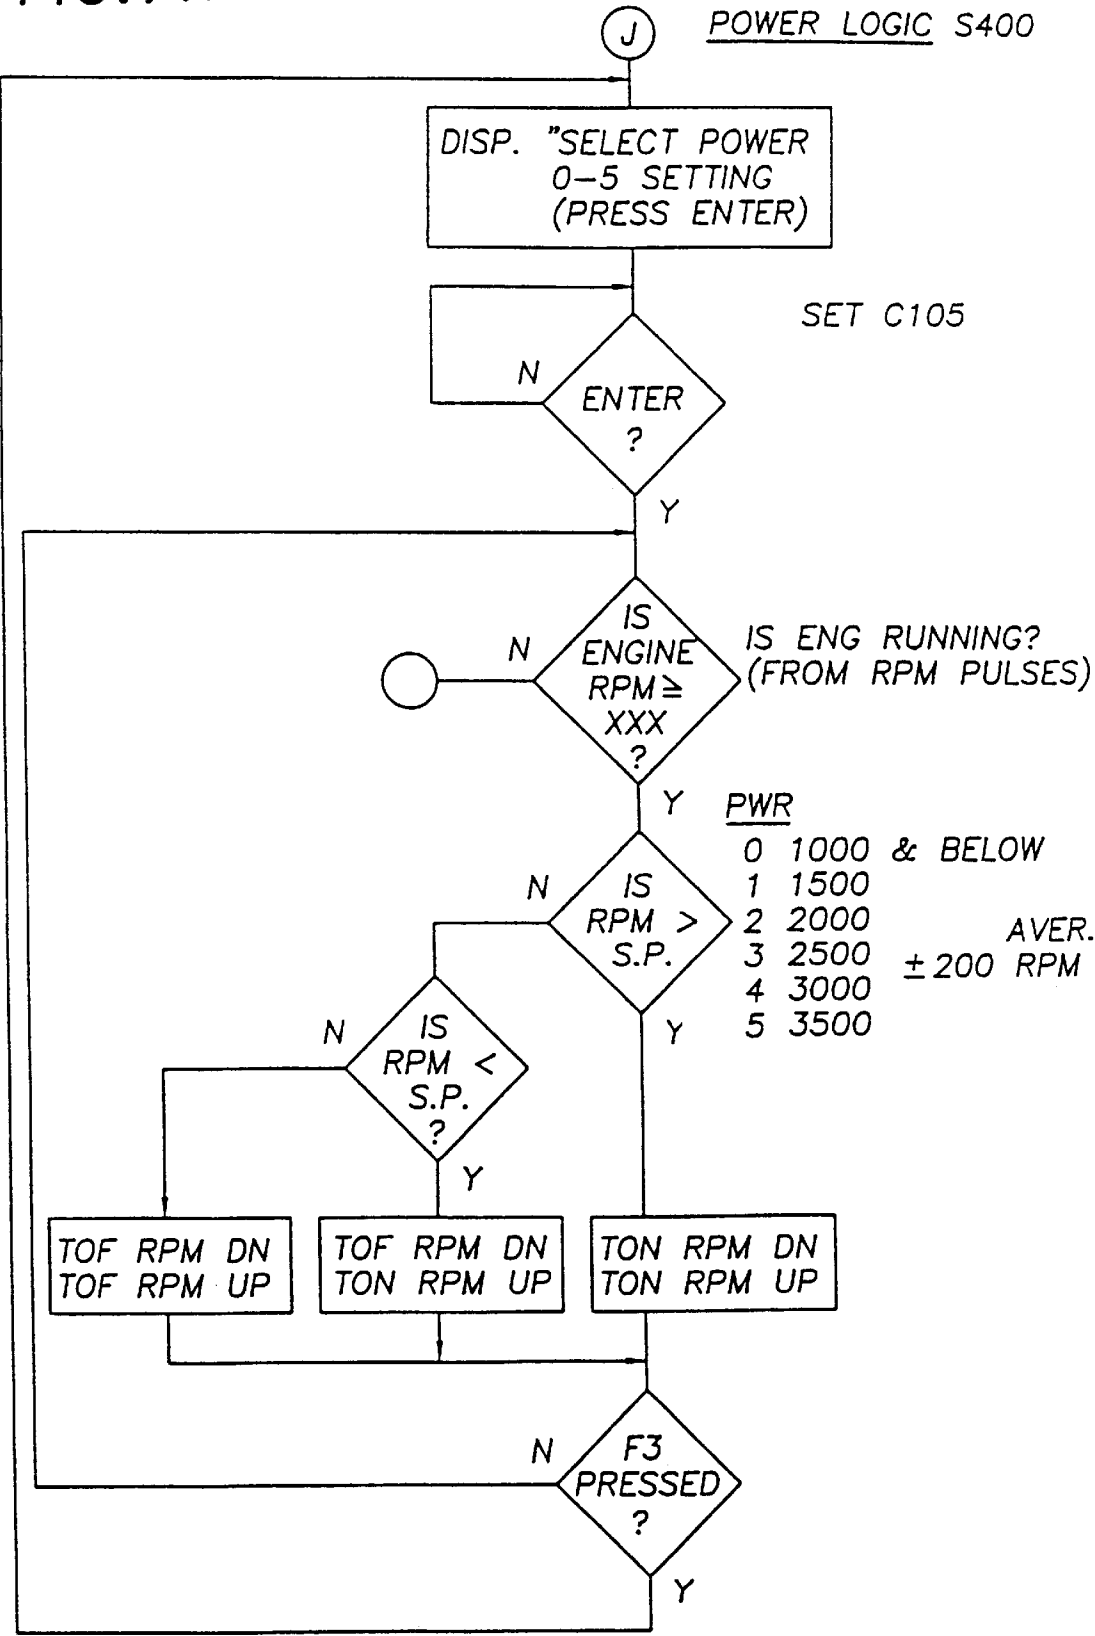 J
POWER LOGIC S400
DISP. "SELECT POWER
0-5 SETTING
(PRESS ENTER)
SET C105
N
ENTER
?
Y
IS
ENGINE
RPM≧
XXX
?
N
IS ENG RUNNING?
(FROM RPM PULSES)
Y
PWR
0 1000 & BELOW
1 1500
2 2000
3 2500
4 3000
5 3500
AVER.
±200 RPM
N
IS
RPM >
S.P.
Y
N
IS
RPM <
S.P.
?
Y
TOF RPM DN
TOF RPM UP
TOF RPM DN
TON RPM UP
TON RPM DN
TON RPM UP
N
F3
PRESSED
?
Y